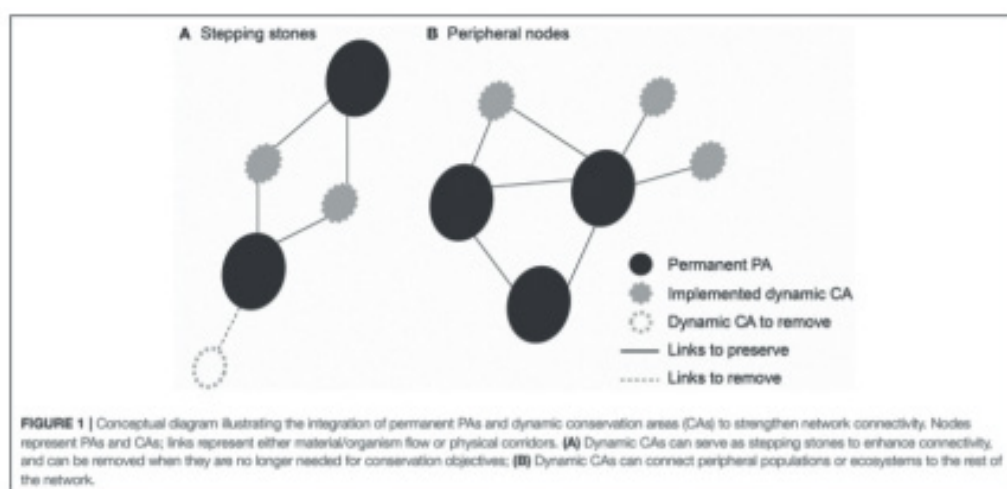 A Stepping stones
B Peripheral nodes
Permanent PA
Implemented dynamic CA
Dynamic CA to remove
Links to preserve
Links to remove
FIGURE 1 | Conceptual diagram illustrating the integration of permanent PAs and dynamic conservation areas (CAs) to strengthen network connectivity. Nodes
represent PAs and CAs; links represent either material/organism flow or physical corridors. (A) Dynamic CAs can serve as stepping stones to enhance connectivity,
and can be removed when they are no longer needed for conservation objectives; (B) Dynamic CAs can connect peripheral populations or ecosystems to the rest of
the network.